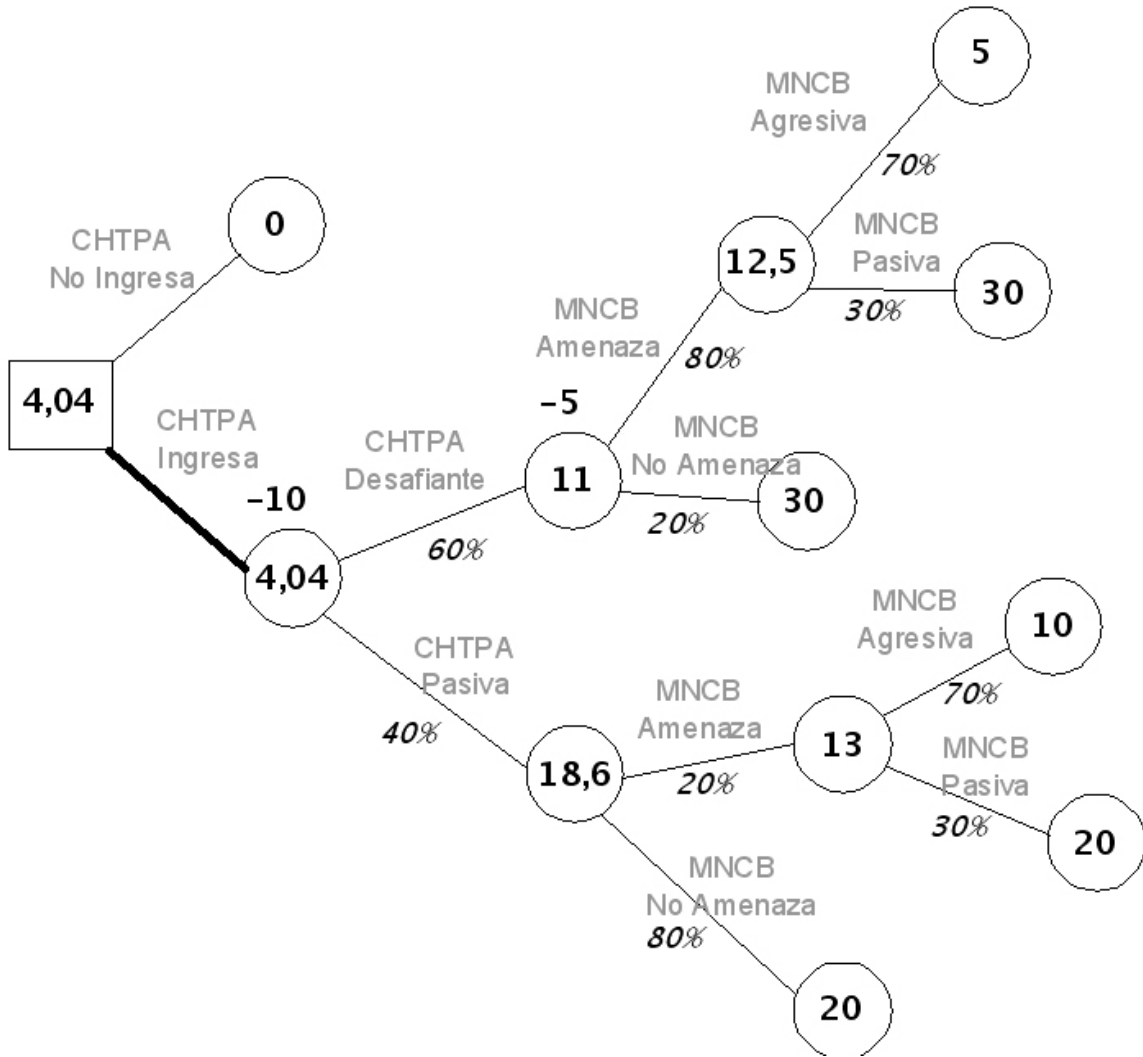 5
MNCB
Agresiva
70%
0
CHTPA
No Ingresa
12,5
MNCB
Pasiva
30%
30
MNCB
Amenaza
80%
4,04
CHTPA
Ingresa
-10
CHTPA
Desafiante
60%
-5
11
MNCB
No Amenaza
20%
30
4,04
CHTPA
Pasiva
40%
18,6
MNCB
Amenaza
20%
13
MNCB
Agresiva
70%
10
MNCB
Pasiva
30%
20
MNCB
No Amenaza
80%
20